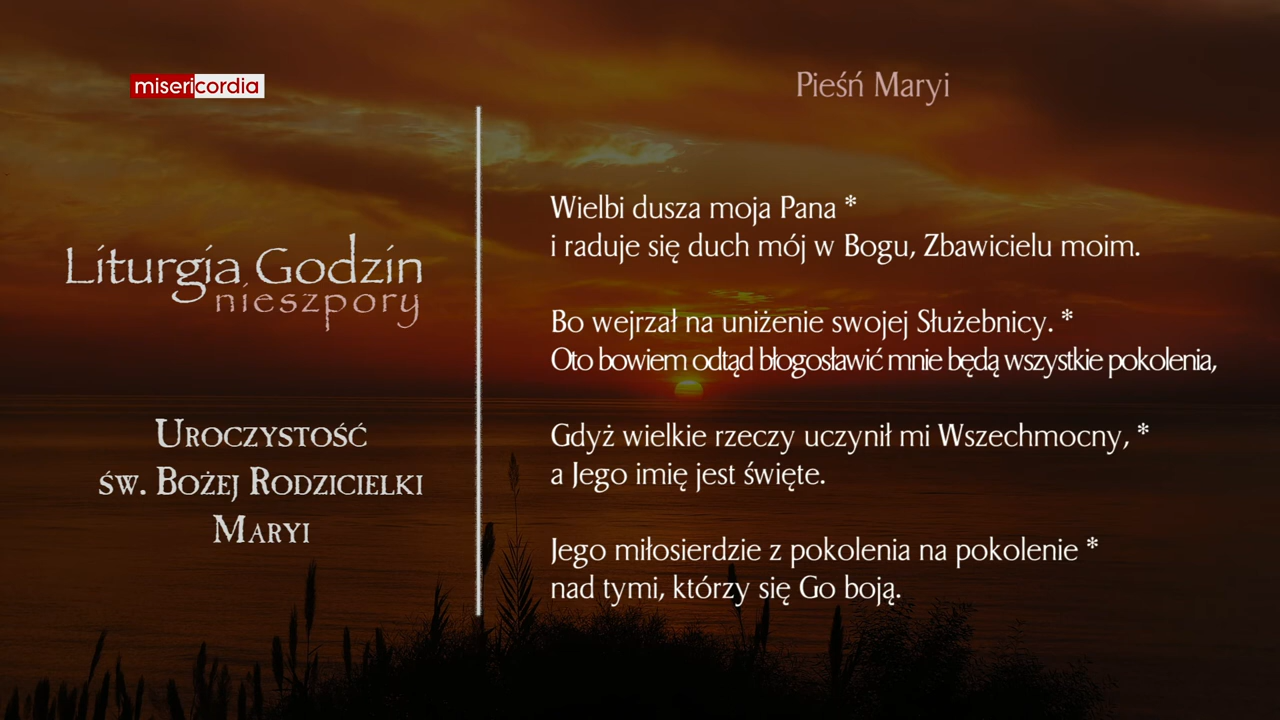 misericordia
Liturgia Godzin
nieszpory
Uroczystość
św. Bożej Rodzicielki
Maryi
Pieśń Maryi
Wielbi dusza moja Pana *
i raduje się duch mój w Bogu, Zbawicielu moim.
Bo wejrzał na uniżenie swojej Służebnicy. *
Oto bowiem odtąd błogosławić mnie będą wszystkie pokolenia,
Gdyż wielkie rzeczy uczynił mi Wszechmocny, *
a Jego imię jest święte.
Jego miłosierdzie z pokolenia na pokolenie *
nad tymi, którzy się Go boją.